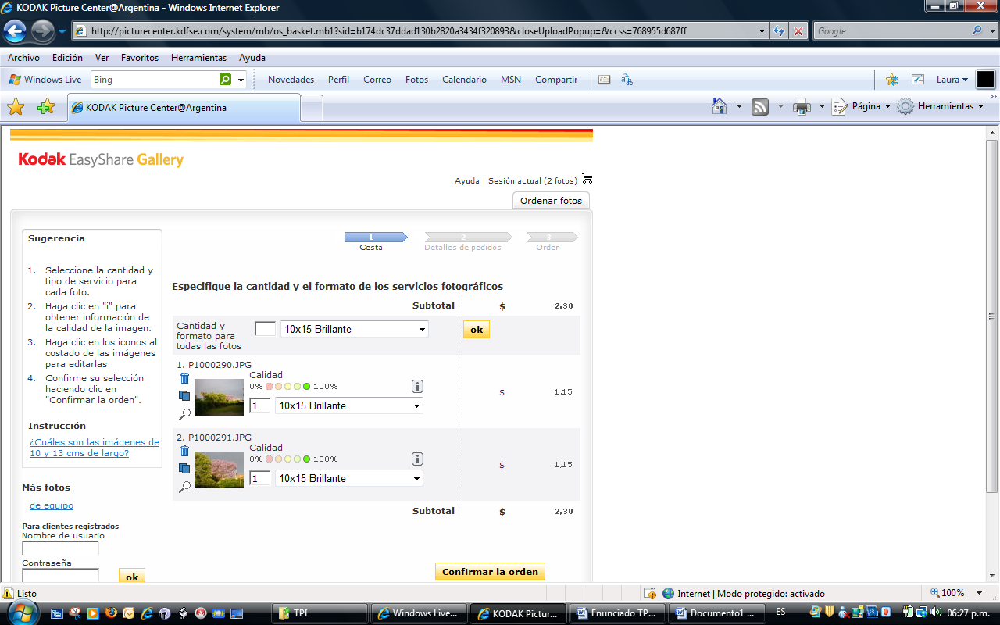 KODAK Picture Center@Argentina - Windows Internet Explorer
http://picturecenter.kdfse.com/system/mb/os_basket.mb1?sid=b174dc37ddad130b2820a3434f320893&closeUploadPopup=&ccss=768955d687ff
Google
Archivo Edición Ver Favoritos Herramientas Ayuda
Windows Live Bing Novedades Perfil Correo Fotos Calendario MSN Compartir Laura
KODAK Picture Center@Argentina Página Herramientas
Kodak EasyShare Gallery
Ayuda | Sesión actual (2 fotos)
Ordenar fotos
Sugerencia
1. Seleccione la cantidad y
tipo de servicio para
cada foto.
2. Haga clic en "i" para
obtener información de
la calidad de la imagen.
3. Haga clic en los iconos al
costado de las imágenes
para editarlas
4. Confirme su selección
haciendo clic en
"Confirmar la orden".
Instrucción
¿Cuáles son las imágenes de
10 y 13 cms de largo?
Más fotos
de equipo
Para clientes registrados
Nombre de usuario
Contraseña
ok
1 2 3
Cesta Detalles de pedidos Orden
Especifique la cantidad y el formato de los servicios fotográficos
Subtotal $ 2,30
Cantidad y
formato para
todas las fotos
10x15 Brillante ok
1. P1000290.JPG
Calidad
0% 100% i
1 10x15 Brillante $ 1,15
2. P1000291.JPG
Calidad
0% 100% i
1 10x15 Brillante $ 1,15
Subtotal $ 2,30
Confirmar la orden
Listo Internet | Modo protegido: activado 100%
TPI Windows Live... KODAK Pictur... Enunciado TP... Documento1 ... ES 06:27 p.m.